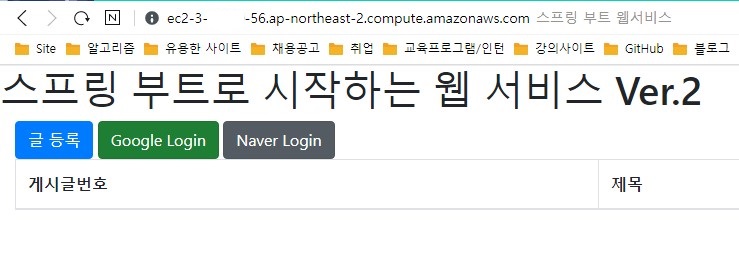 ec2-3- -56.ap-northeast-2.compute.amazonaws.com 스프링 부트 웹서비스
Site 알고리즘 유용한 사이트 채용공고 취업 교육프로그램/인턴 강의사이트 GitHub 블로그
스프링 부트로 시작하는 웹 서비스 Ver.2
글 등록 Google Login Naver Login
게시글번호 제목